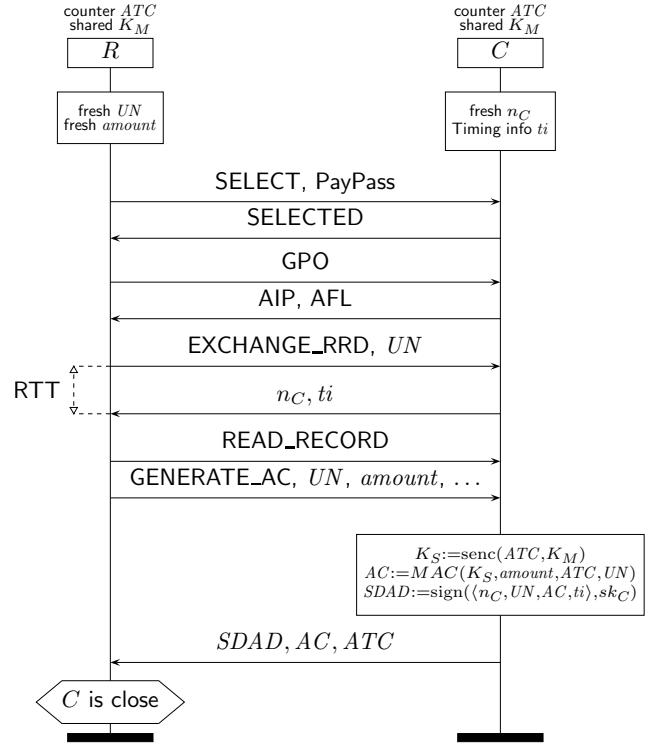 counter ATC
shared K_M
R
counter ATC
shared K_M
C
fresh UN
fresh amount
fresh n_C
Timing info ti
SELECT, PayPass
SELECTED
GPO
AIP, AFL
EXCHANGE_RRD, UN
RTT
n_C, ti
READ_RECORD
GENERATE_AC, UN, amount, ...
K_S:=senc(ATC,K_M)
AC:=MAC(K_S,amount,ATC,UN)
SDAD:=sign(⟨n_C,UN,AC,ti⟩,sk_C)
SDAD, AC, ATC
C is close